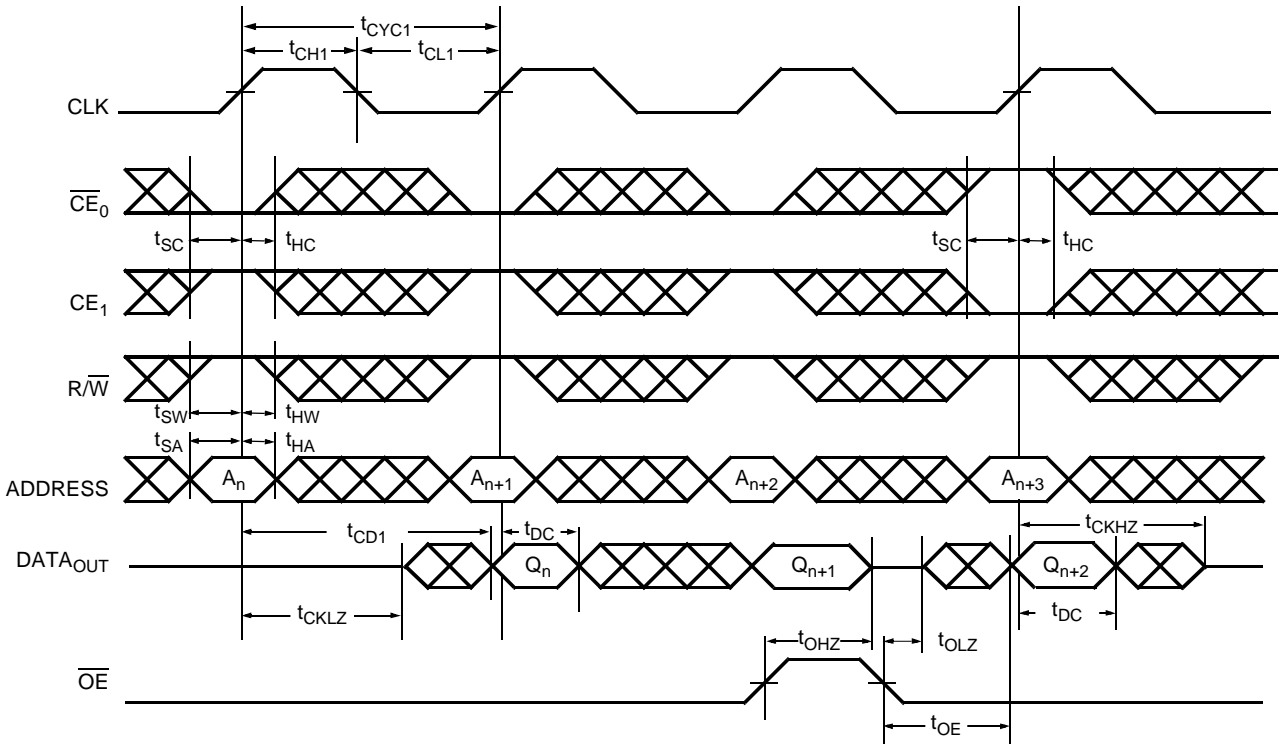 tCYC1
tCH1 tCL1
CLK
CE0
tSC tHC tSC tHC
CE1
R/W
tSW tHW
tSA tHA
ADDRESS An An+1 An+2 An+3
tCD1 tDC tCKHZ
DATAOUT Qn Qn+1 Qn+2
tCKLZ tDC
tOHZ tOLZ
OE
tOE